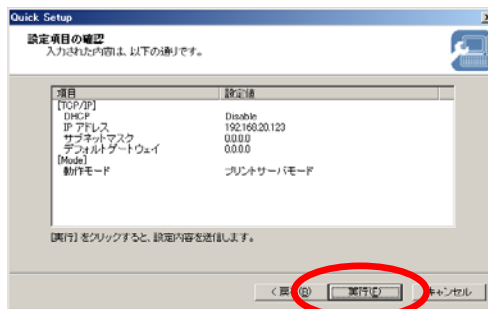 Quick Setup
設定項目の確認
入力された内容は、以下の通りです。
項目 設定値
[TCP/IP]
DHCP Disable
IP アドレス 192.168.20.123
サブネットマスク 0.0.0.0
デフォルトゲートウェイ 0.0.0.0
[Mode]
動作モード プリントサーバモード
[実行] をクリックすると、設定内容を送信します。
< 戻る(B) 実行(E) キャンセル